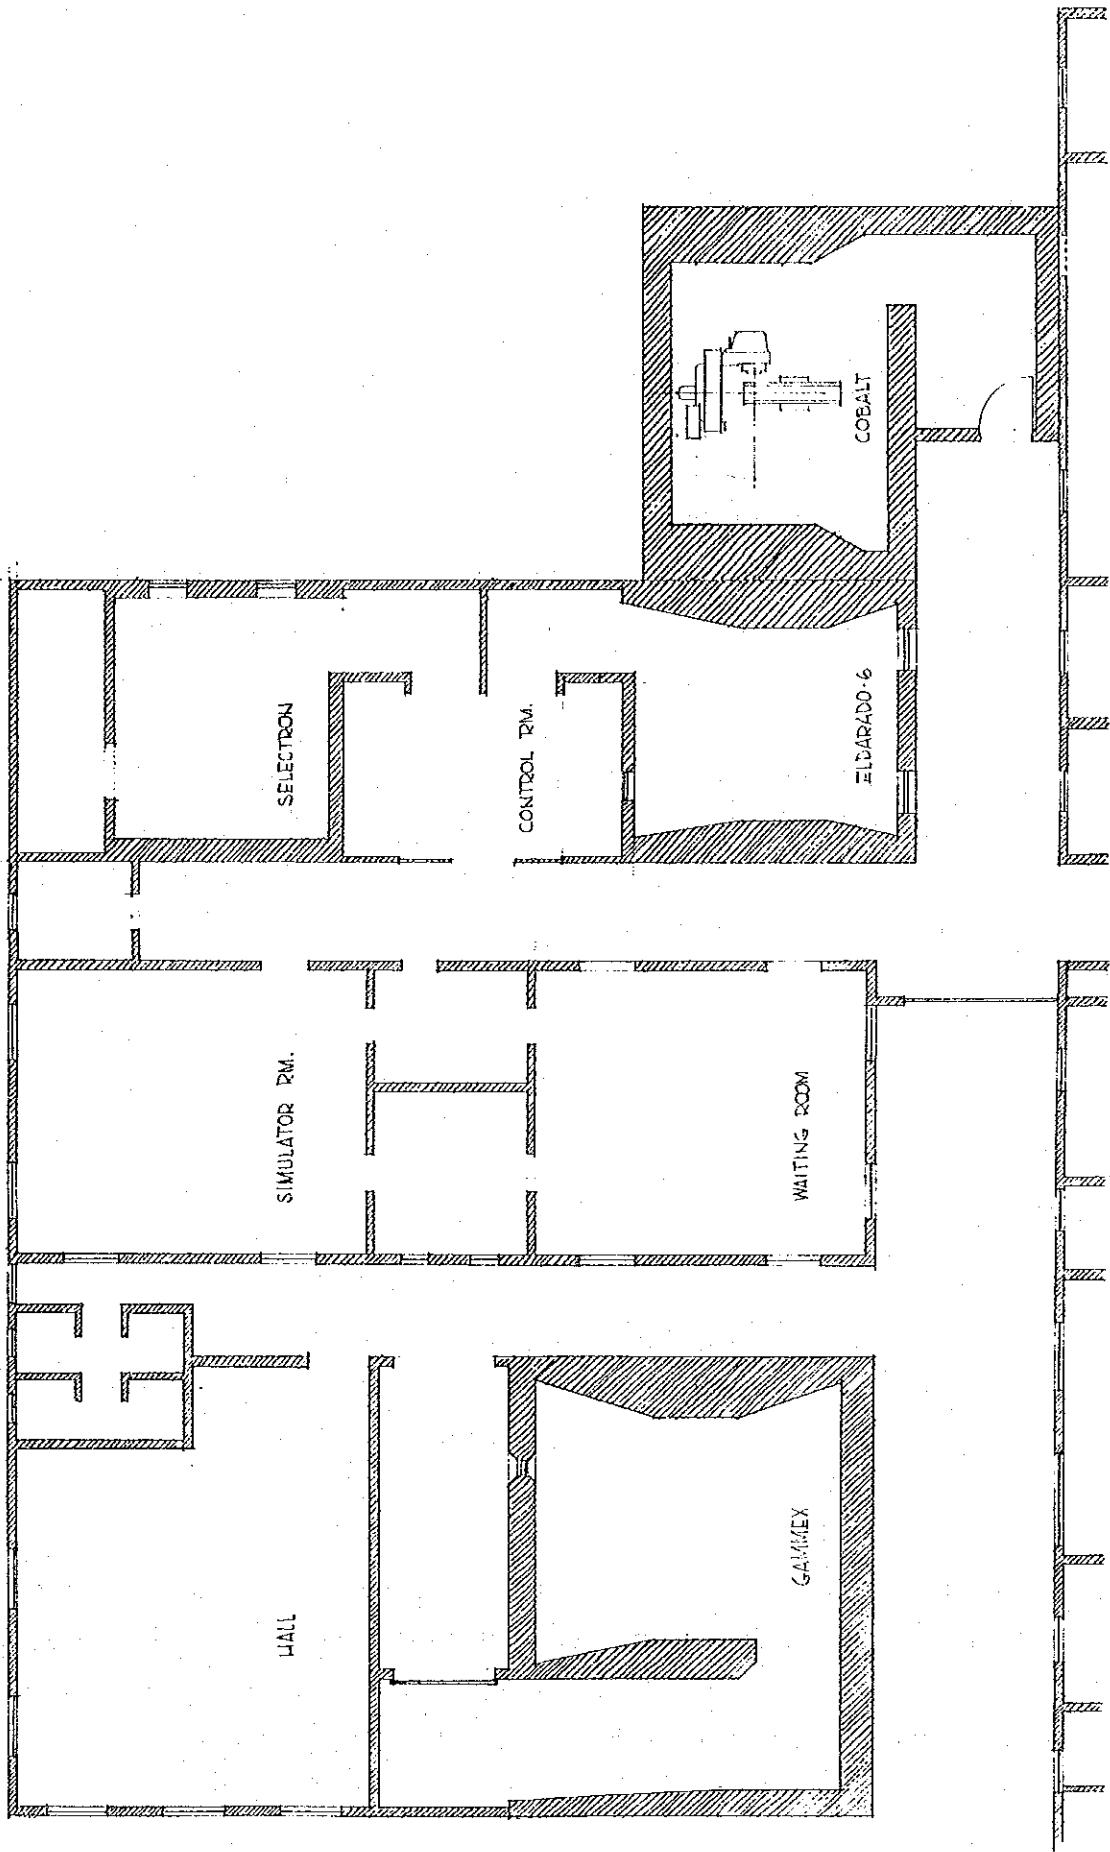 COBALT
SELECTRON
CONTROL RM.
ELDARADO-6
SIMULATOR RM.
WAITING ROOM
HALL
GAMMEX